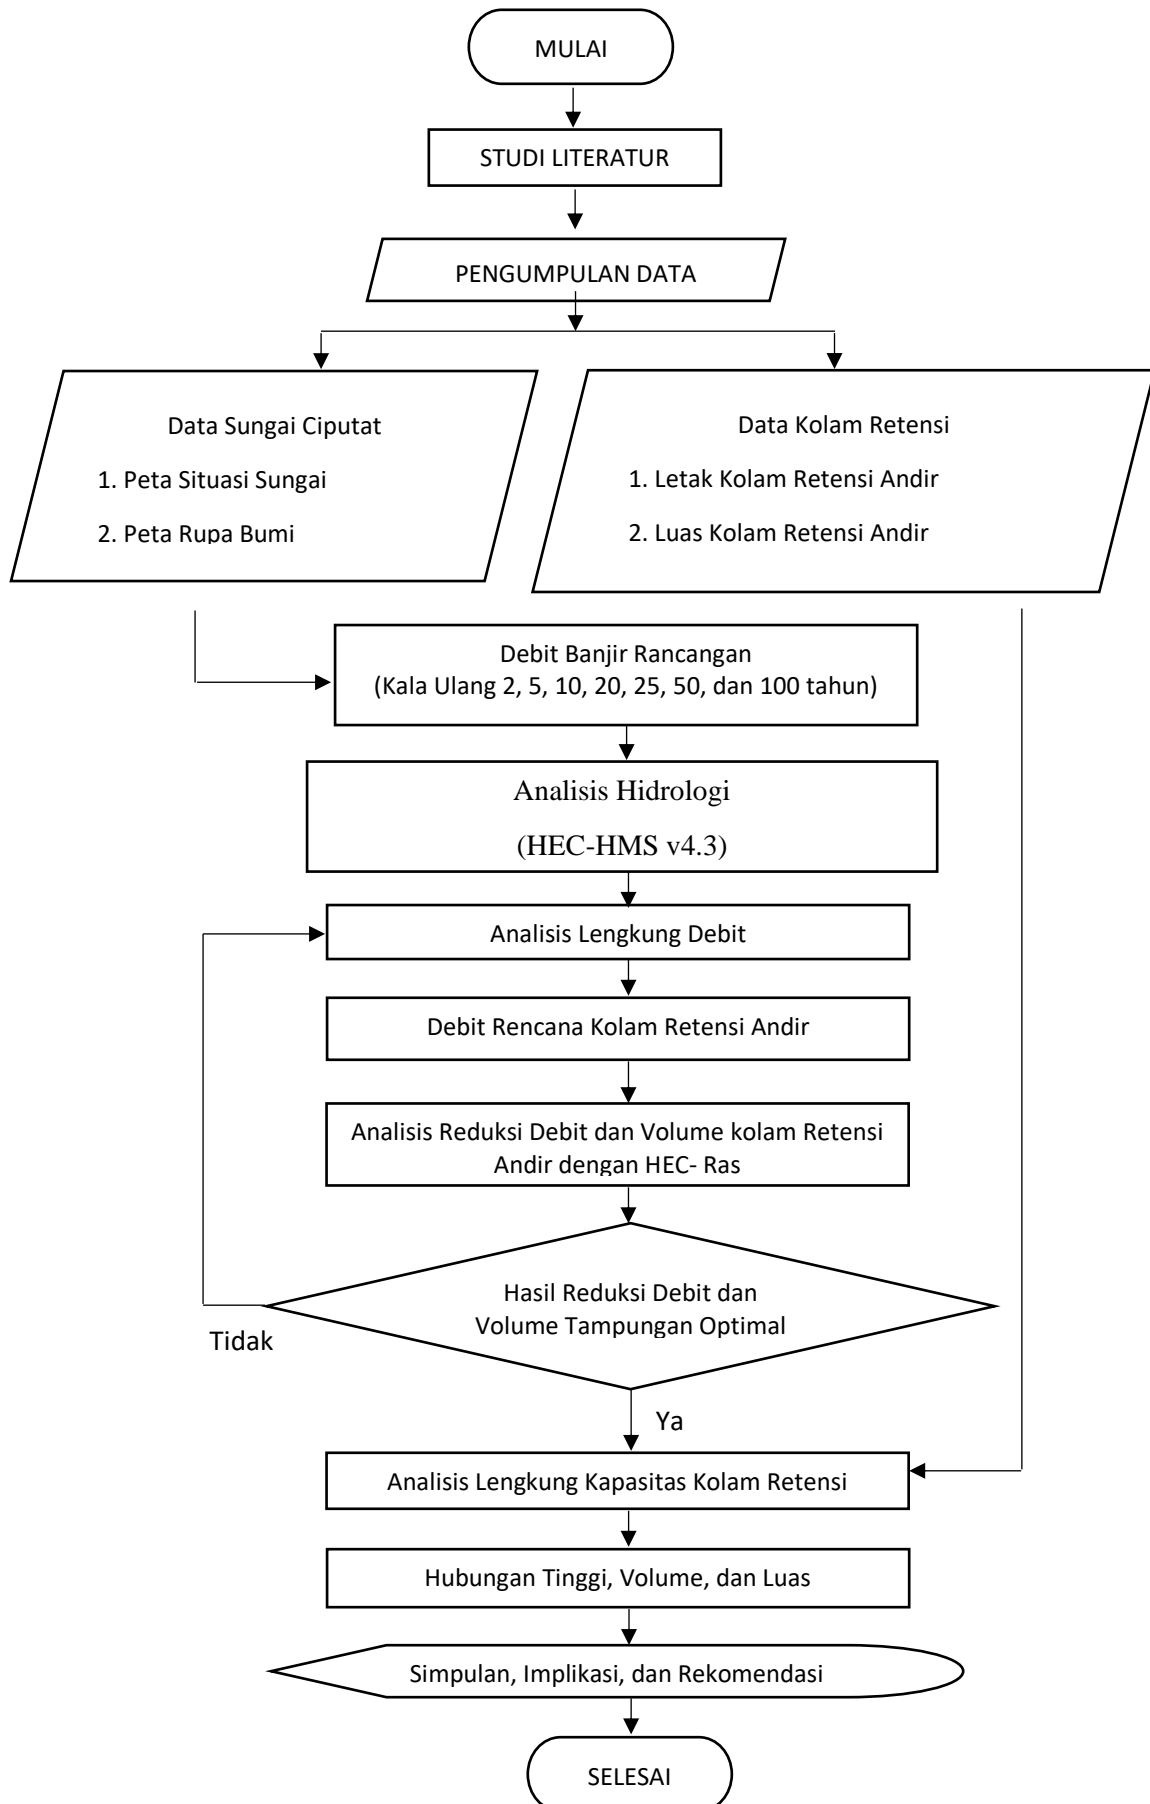 MULAI
STUDI LITERATUR
PENGUMPULAN DATA
Data Sungai Ciputat
1. Peta Situasi Sungai
2. Peta Rupa Bumi
Data Kolam Retensi
1. Letak Kolam Retensi Andir
2. Luas Kolam Retensi Andir
Debit Banjir Rancangan
(Kala Ulang 2, 5, 10, 20, 25, 50, dan 100 tahun)
Analisis Hidrologi
(HEC-HMS v4.3)
Analisis Lengkung Debit
Debit Rencana Kolam Retensi Andir
Analisis Reduksi Debit dan Volume kolam Retensi
Andir dengan HEC- Ras
Hasil Reduksi Debit dan
Volume Tampungan Optimal
Tidak
Ya
Analisis Lengkung Kapasitas Kolam Retensi
Hubungan Tinggi, Volume, dan Luas
Simpulan, Implikasi, dan Rekomendasi
SELESAI